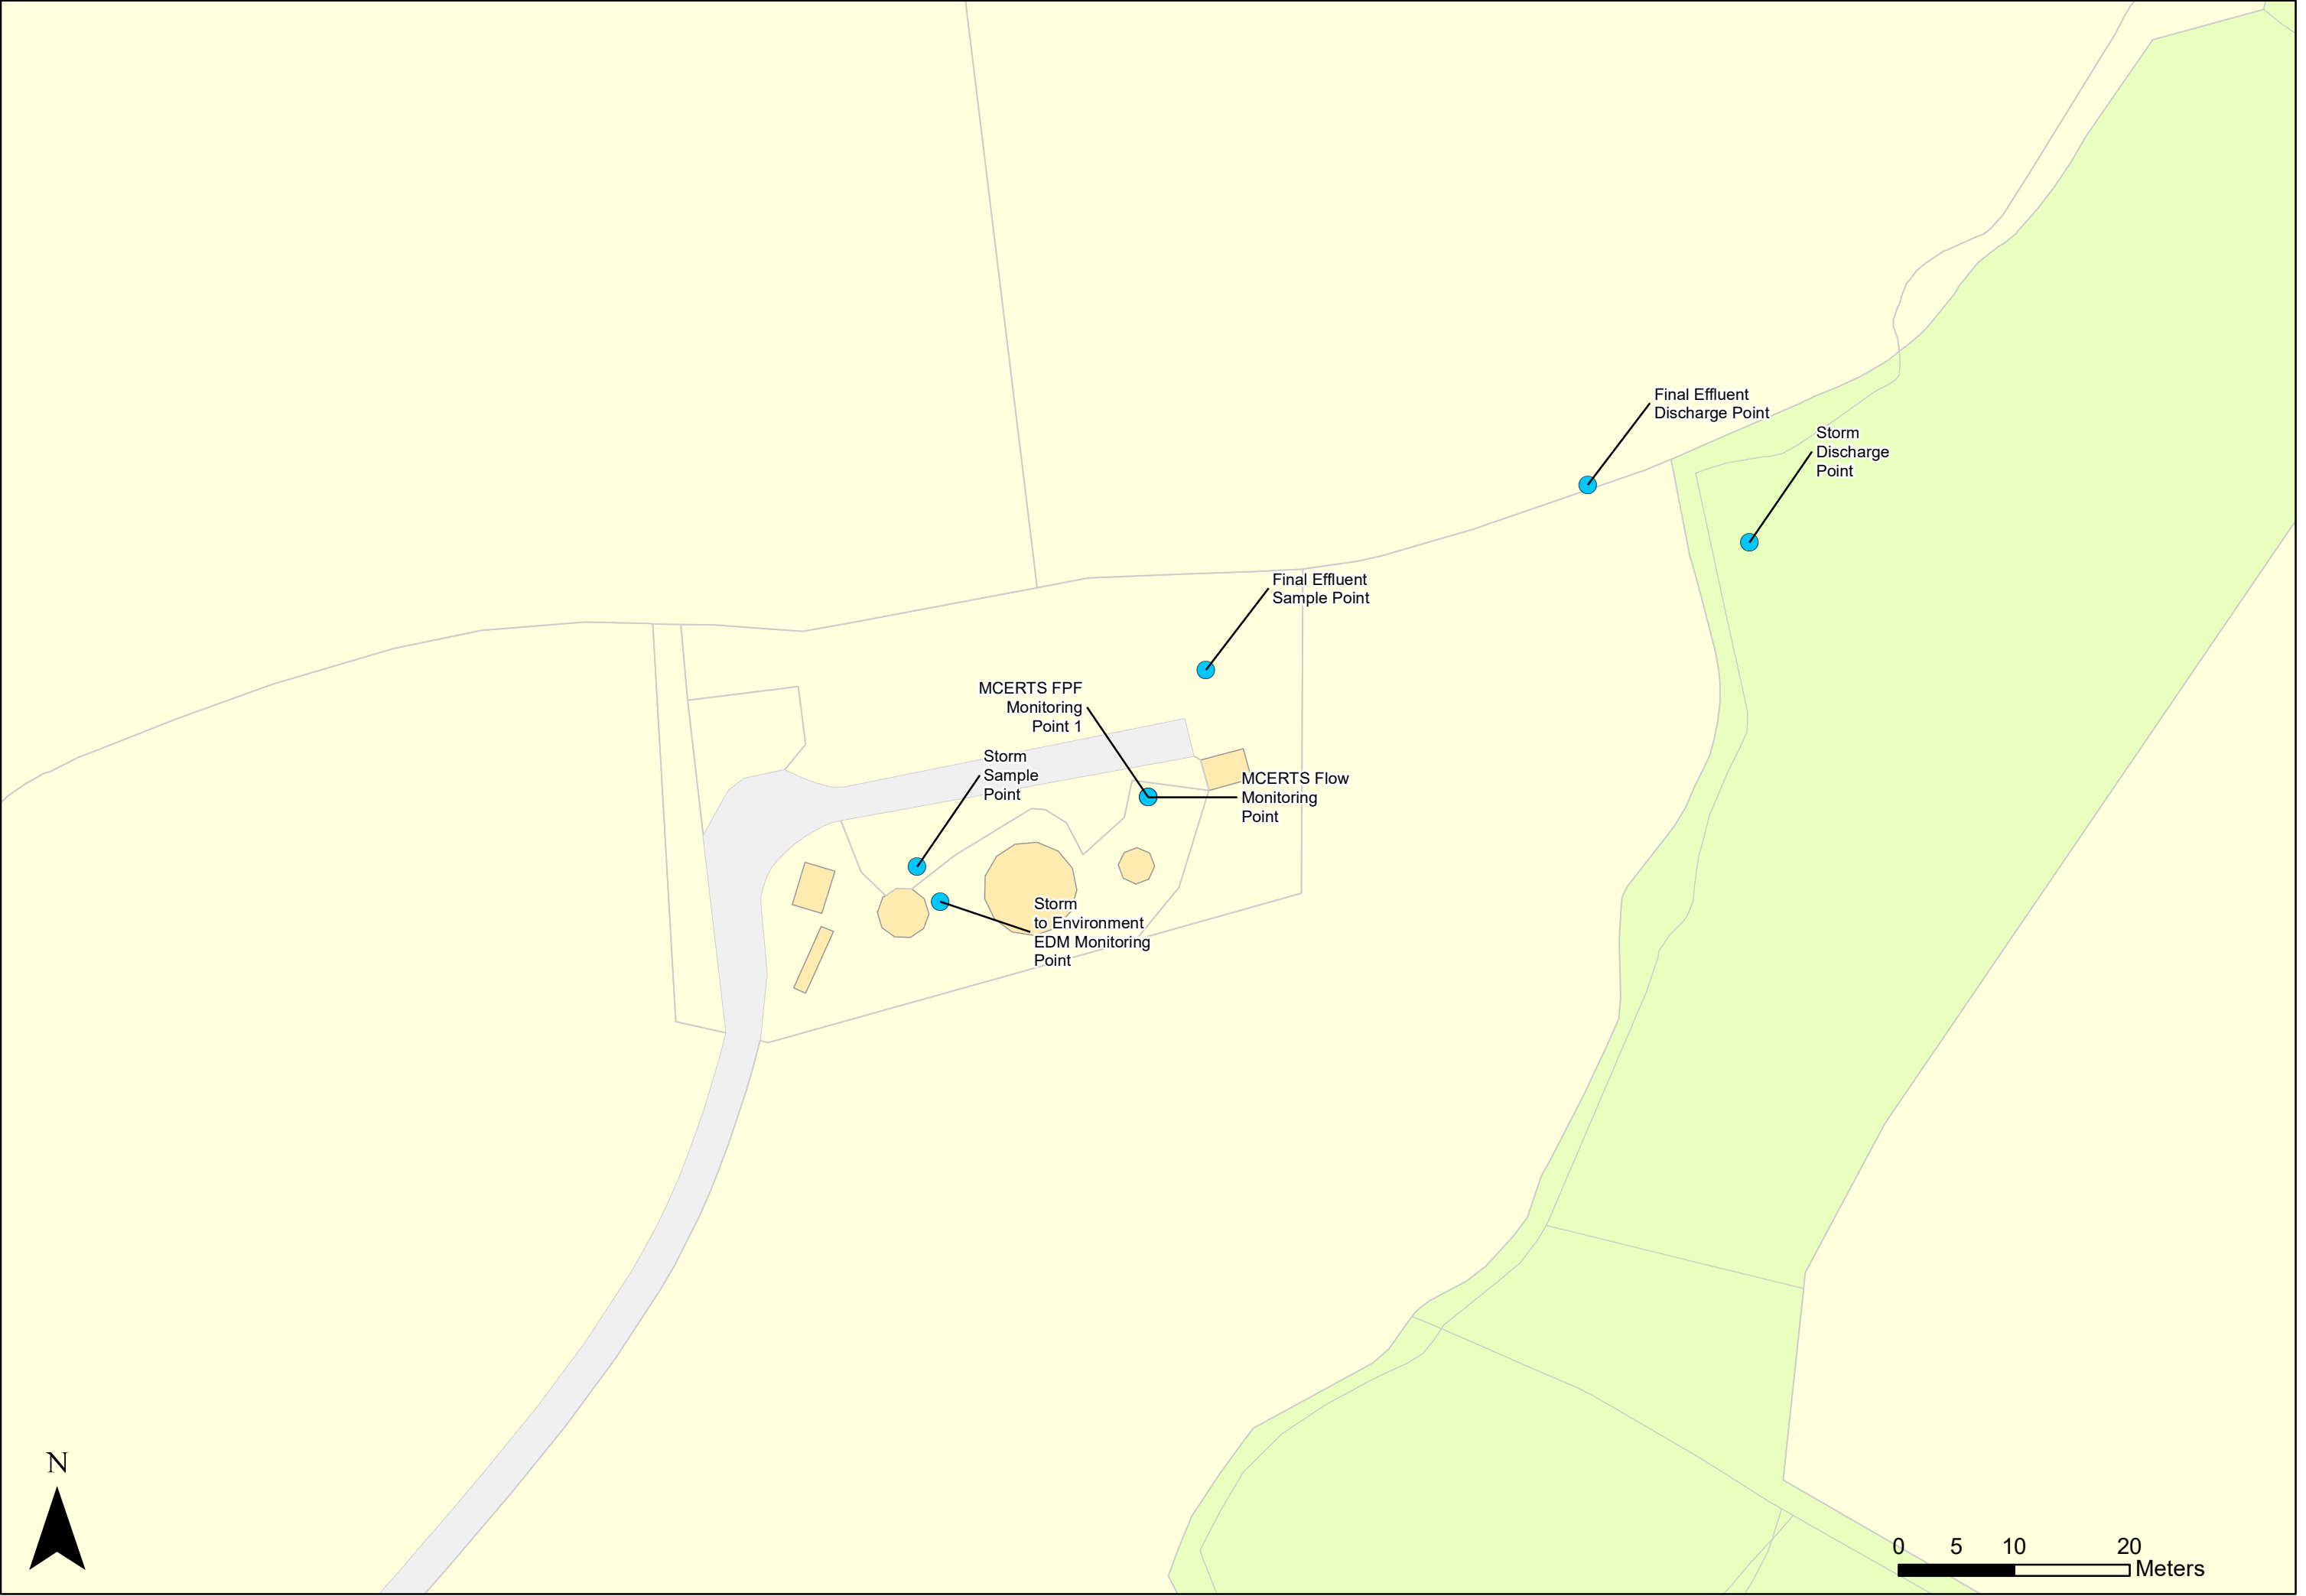 Final Effluent
Discharge Point
Storm
Discharge
Point
Final Effluent
Sample Point
MCERTS FPF
Monitoring
Point 1
Storm
Sample
Point
MCERTS Flow
Monitoring
Point
Storm
to Environment
EDM Monitoring
Point
N
0 5 10 20
Meters